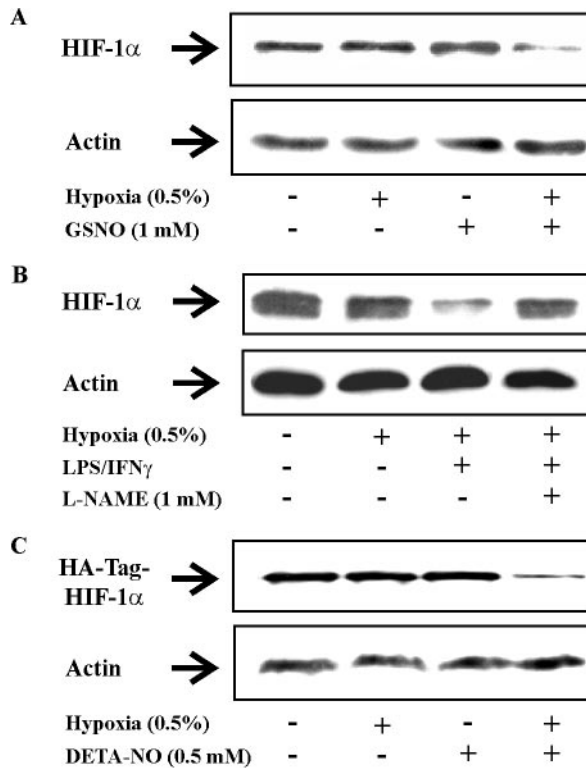 A
HIF-1α
Actin
Hypoxia (0.5%) - + - +
GSNO (1 mM) - - + +
B
HIF-1α
Actin
Hypoxia (0.5%) - + + +
LPS/IFNγ - - + +
L-NAME (1 mM) - - - +
C
HA-Tag-
HIF-1α
Actin
Hypoxia (0.5%) - + - +
DETA-NO (0.5 mM) - - + +